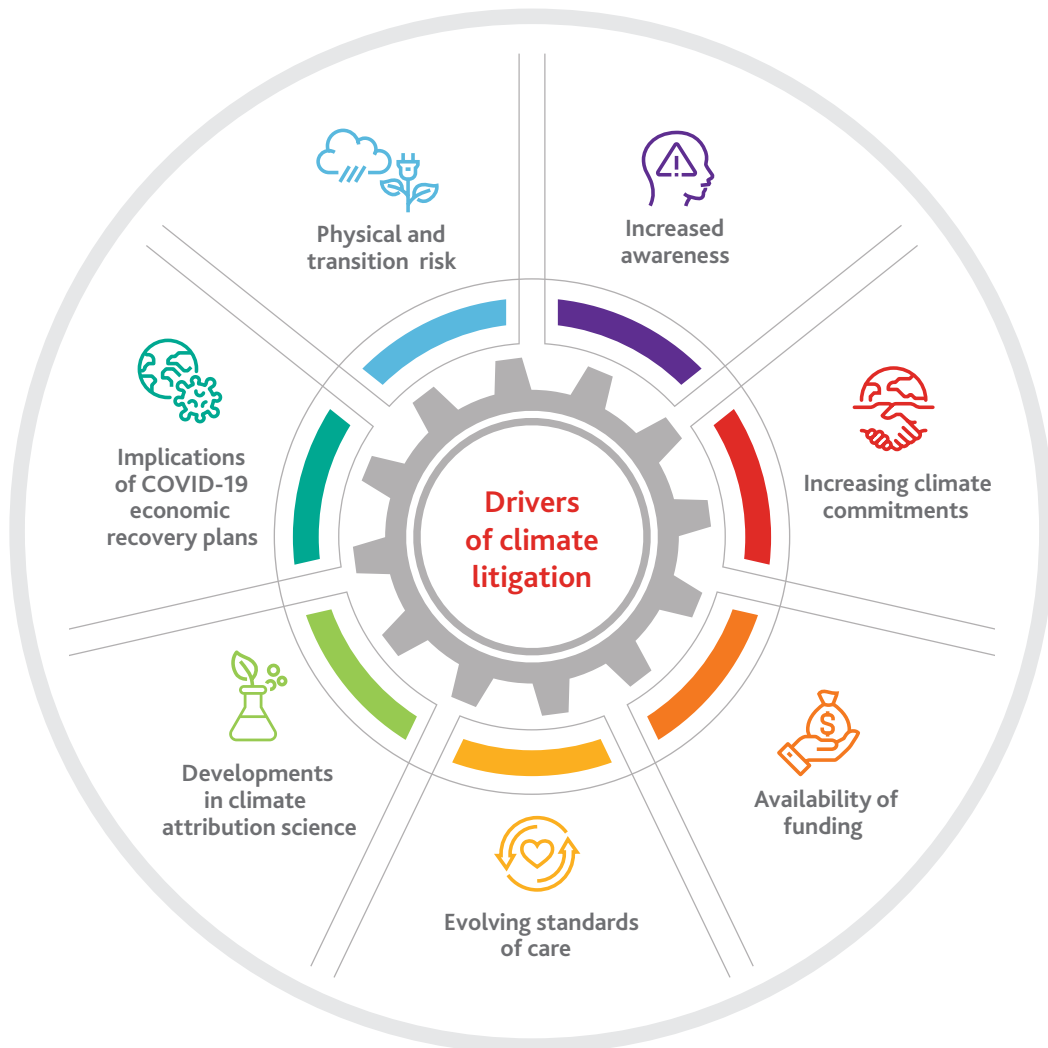 Drivers
of climate
litigation
Increased
awareness
Increasing climate
commitments
Availability of
funding
$
Evolving standards
of care
Developments
in climate
attribution science
Implications
of COVID-19
economic
recovery plans
Physical and
transition risk